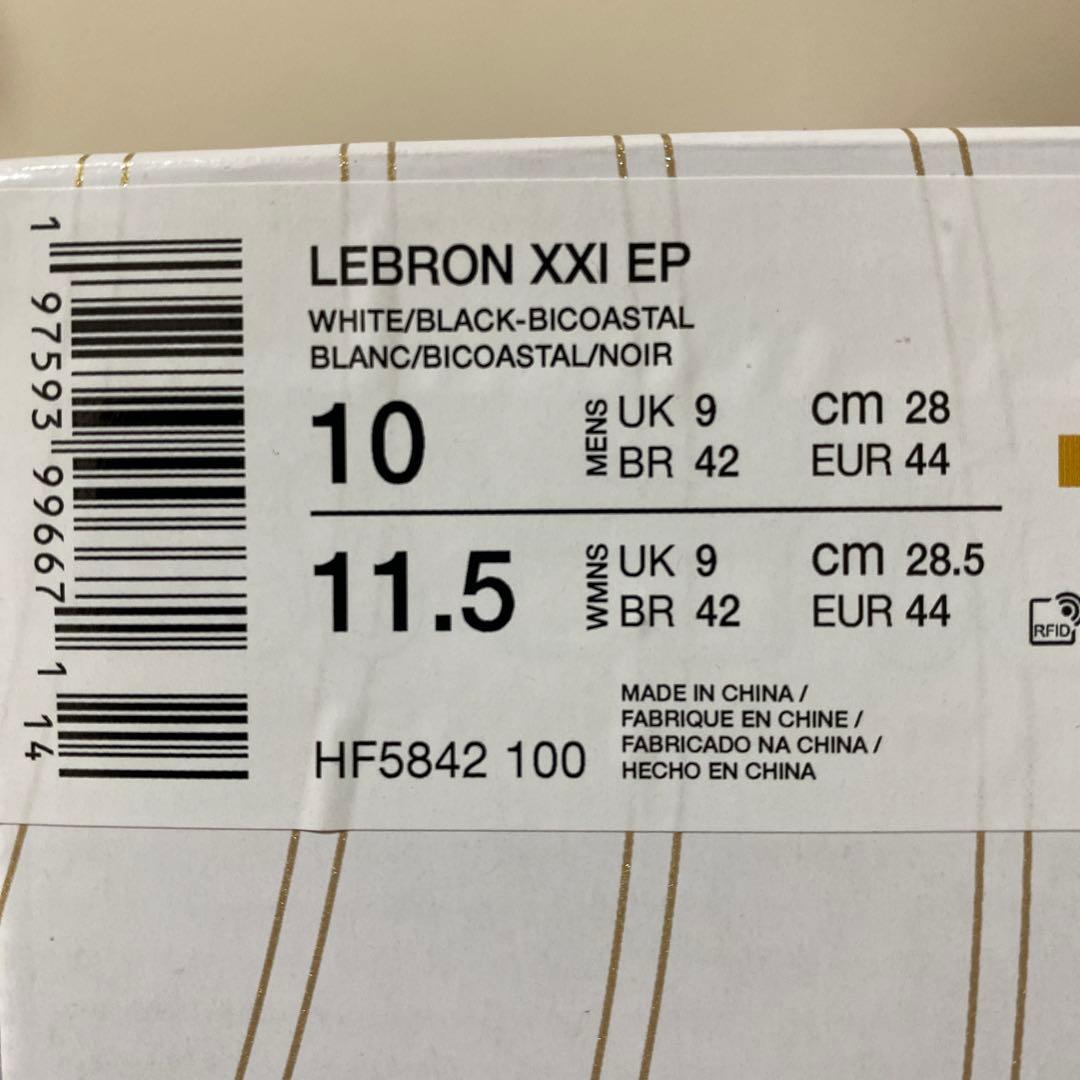 1 97593 99667 1 14
LEBRON XXI EP
WHITE/BLACK-BICOASTAL
BLANC/BICOASTAL/NOIR
10 MENS UK 9 cm 28
BR 42 EUR 44
11.5 WMNS UK 9 cm 28.5
BR 42 EUR 44
RFID
MADE IN CHINA /
FABRIQUE EN CHINE /
FABRICADO NA CHINA /
HECHO EN CHINA
HF5842 100